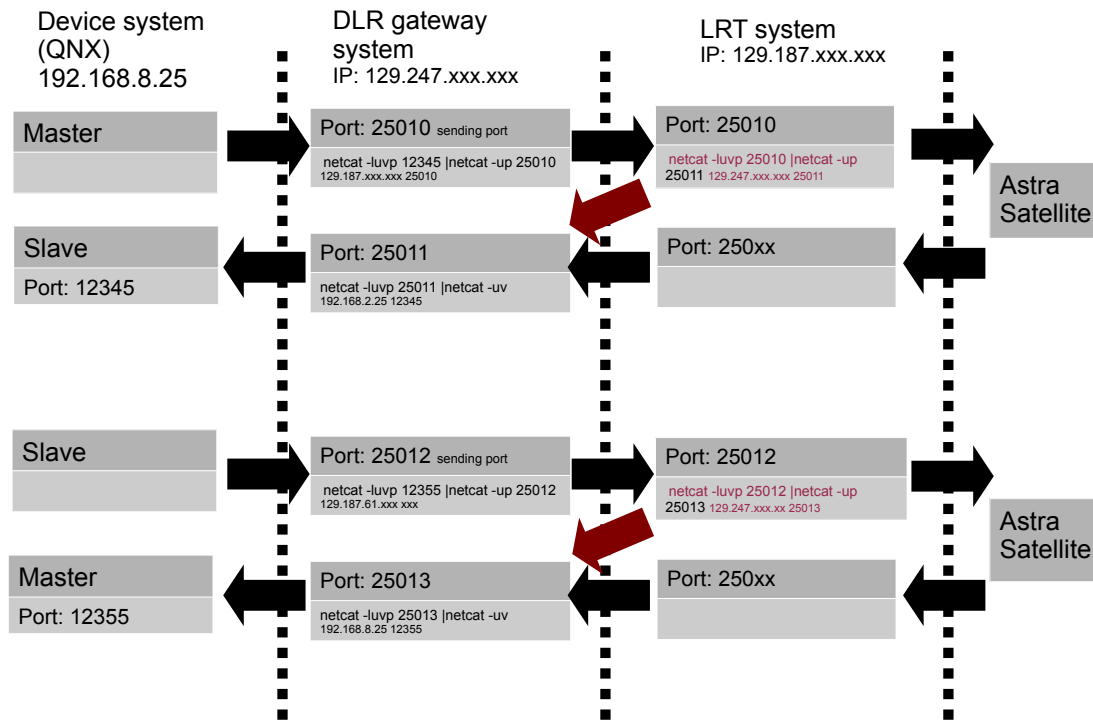 Device system
(QNX)
192.168.8.25
DLR gateway
system
IP: 129.247.xxx.xxx
LRT system
IP: 129.187.xxx.xxx
Master
Port: 25010 sending port
netcat -luvp 12345 |netcat -up 25010
129.187.xxx.xxx 25010
Port: 25010
netcat -luvp 25010 |netcat -up
25011 129.247.xxx.xxx 25011
Astra
Satellite
Slave
Port: 12345
Port: 25011
netcat -luvp 25011 |netcat -uv
192.168.2.25 12345
Port: 250xx
Slave
Port: 25012 sending port
netcat -luvp 12355 |netcat -up 25012
129.187.61.xxx xxx
Port: 25012
netcat -luvp 25012 |netcat -up
25013 129.247.xxx.xx 25013
Astra
Satellite
Master
Port: 12355
Port: 25013
netcat -luvp 25013 |netcat -uv
192.168.8.25 12355
Port: 250xx